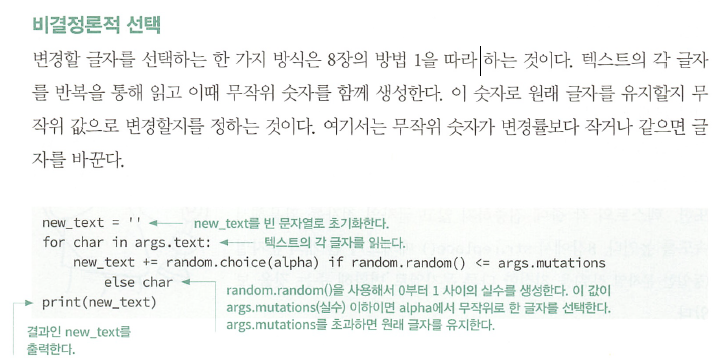 비결정론적 선택
변경할 글자를 선택하는 한 가지 방식은 8장의 방법 1을 따라 하는 것이다. 텍스트의 각 글자
를 반복을 통해 읽고 이때 무작위 숫자를 함께 생성한다. 이 숫자로 원래 글자를 유지할지 무
작위 값으로 변경할지를 정하는 것이다. 여기서는 무작위 숫자가 변경률보다 작거나 같으면 글
자를 바꾼다.
new_text = '' new_text를 빈 문자열로 초기화한다.
for char in args.text: 텍스트의 각 글자를 읽는다.
new_text += random.choice(alpha) if random.random() <= args.mutations
else char
random.random()을 사용해서 0부터 1 사이의 실수를 생성한다. 이 값이
args.mutations(실수) 이하이면 alpha에서 무작위로 한 글자를 선택한다.
args.mutations를 초과하면 원래 글자를 유지한다.
print(new_text)
결과인 new_text를
출력한다.